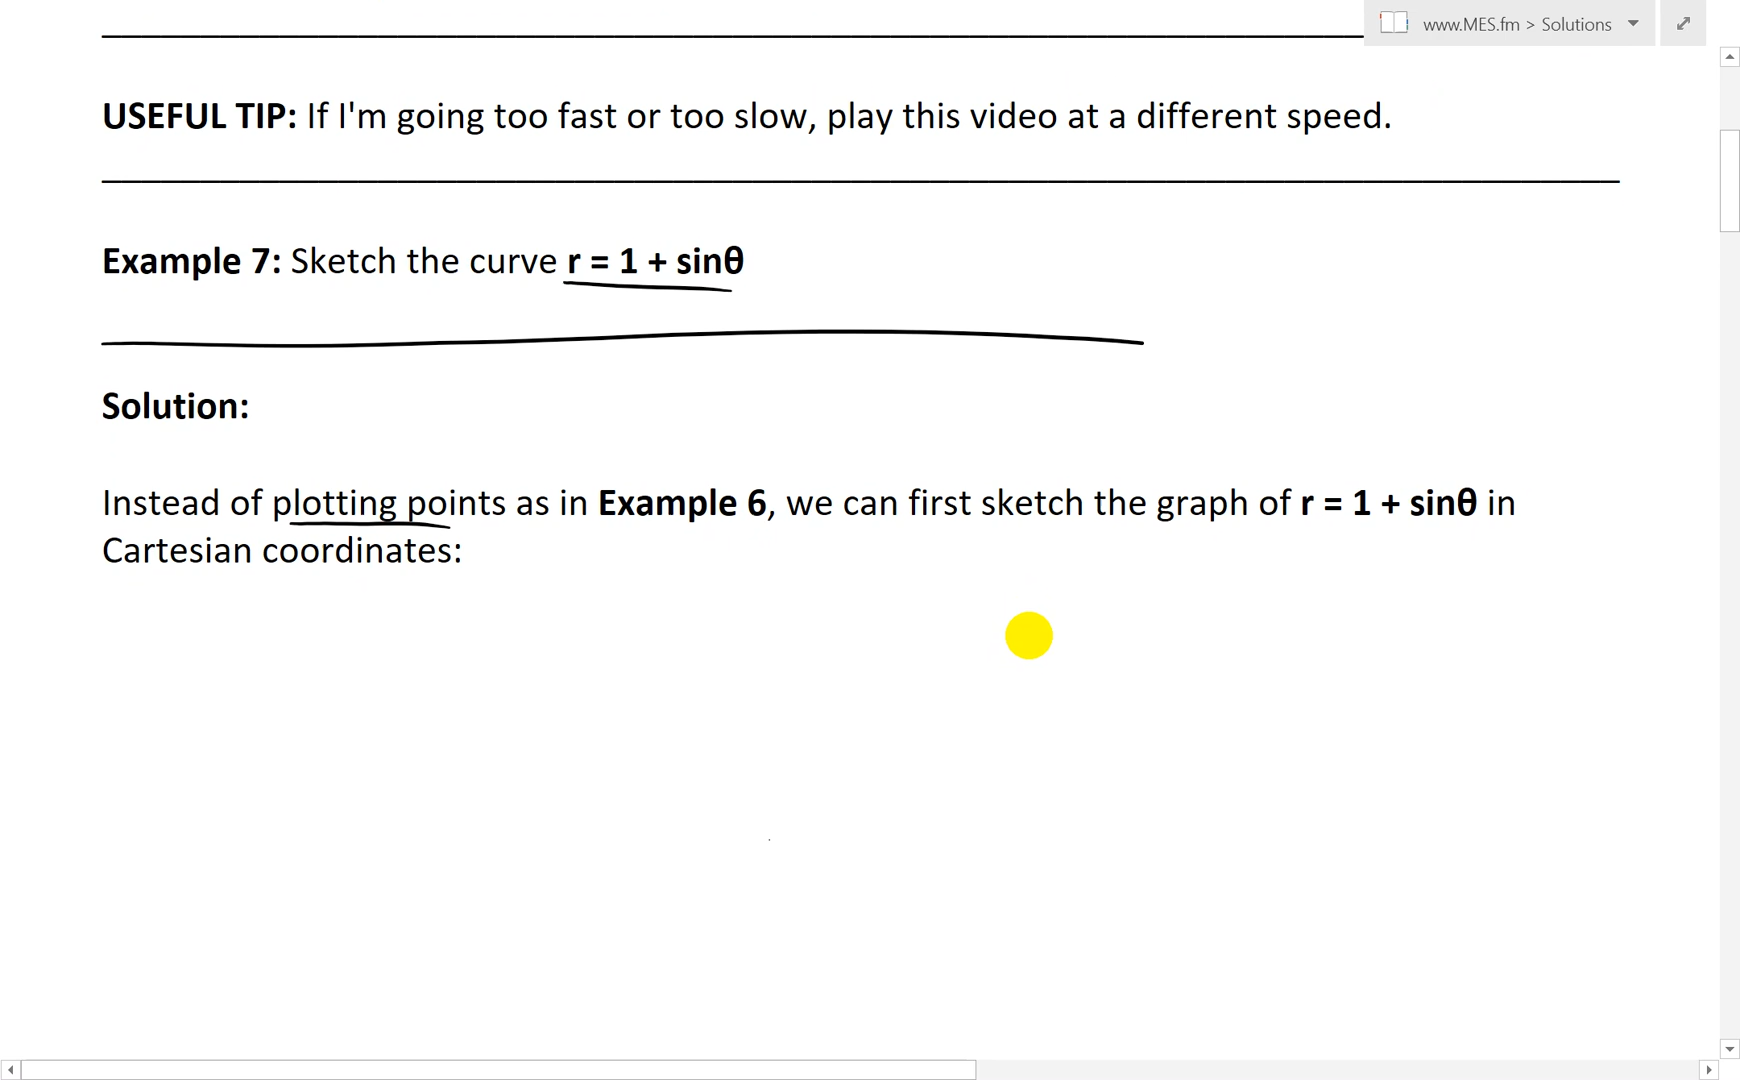 www.MES.fm > Solutions
USEFUL TIP: If I'm going too fast or too slow, play this video at a different speed.
Example 7: Sketch the curve r = 1 + sinθ
Solution:
Instead of plotting points as in Example 6, we can first sketch the graph of r = 1 + sinθ in
Cartesian coordinates: